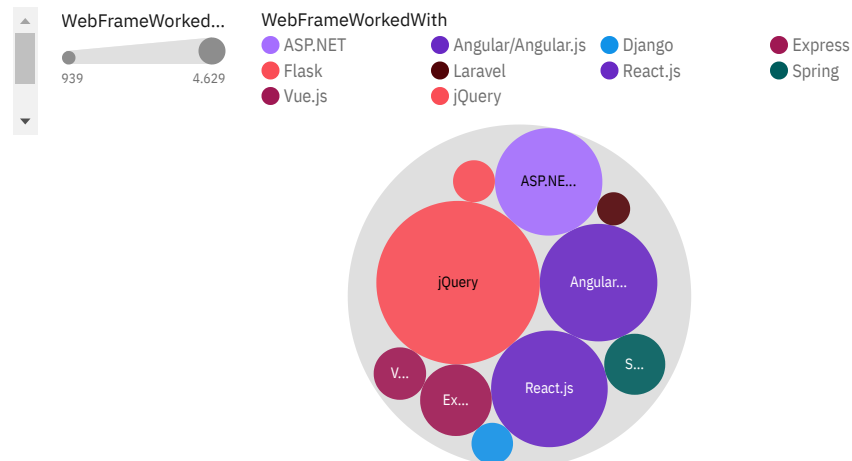 WebFrameWorked...
939
4.629
WebFrameWorkedWith
ASP.NET
Angular/Angular.js
Django
Express
Flask
Laravel
React.js
Spring
Vue.js
jQuery
ASP.NE...
jQuery
Angular...
S...
V...
Ex...
React.js